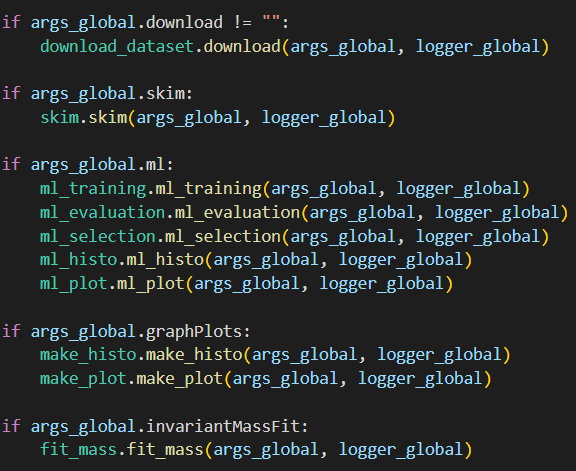 if args_global.download != "":
    download_dataset.download(args_global, logger_global)

if args_global.skim:
    skim.skim(args_global, logger_global)

if args_global.ml:
    ml_training.ml_training(args_global, logger_global)
    ml_evaluation.ml_evaluation(args_global, logger_global)
    ml_selection.ml_selection(args_global, logger_global)
    ml_histo.ml_histo(args_global, logger_global)
    ml_plot.ml_plot(args_global, logger_global)

if args_global.graphPlots:
    make_histo.make_histo(args_global, logger_global)
    make_plot.make_plot(args_global, logger_global)

if args_global.invariantMassFit:
    fit_mass.fit_mass(args_global, logger_global)